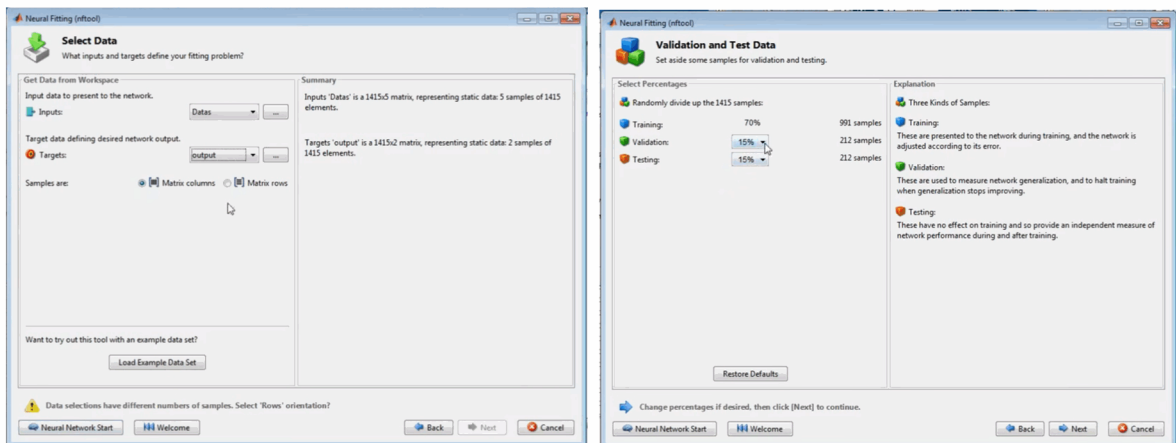 Neural Fitting (nftool)
Select Data
What inputs and targets define your fitting problem?
Get Data from Workspace
Input data to present to the network.
Inputs:
Datas
...
Target data defining desired network output.
Targets:
output
...
Samples are:
Matrix columns
Matrix rows
Summary
Inputs 'Datas' is a 1415x5 matrix, representing static data: 5 samples of 1415
elements.
Targets 'output' is a 1415x2 matrix, representing static data: 2 samples of
1415 elements.
Want to try out this tool with an example data set?
Load Example Data Set
Data selections have different numbers of samples. Select 'Rows' orientation?
Neural Network Start
Welcome
Back
Next
Cancel
Neural Fitting (nftool)
Validation and Test Data
Set aside some samples for validation and testing.
Select Percentages
Randomly divide up the 1415 samples:
Training: 70% 991 samples
Validation: 15% 212 samples
Testing: 15% 212 samples
Restore Defaults
Explanation
Three Kinds of Samples:
Training:
These are presented to the network during training, and the network is
adjusted according to its error.
Validation:
These are used to measure network generalization, and to halt training
when generalization stops improving.
Testing:
These have no effect on training and so provide an independent measure of
network performance during and after training.
Change percentages if desired, then click [Next] to continue.
Neural Network Start
Welcome
Back
Next
Cancel